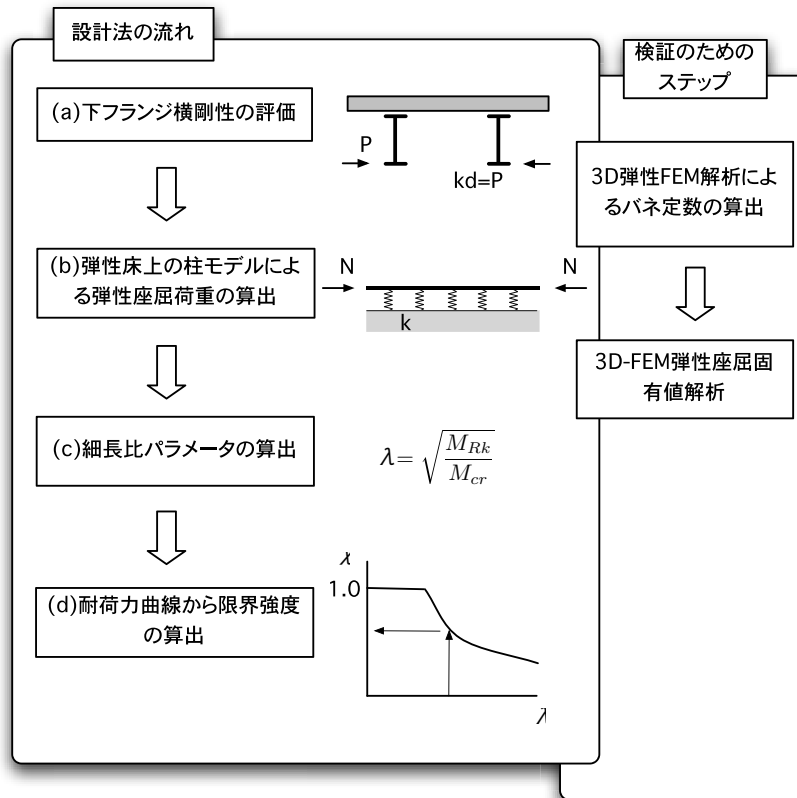 設計法の流れ
(a)下フランジ横剛性の評価
P
kd=P
(b)弾性床上の柱モデルによ
る弾性座屈荷重の算出
N
N
k
(c)細長比パラメータの算出
λ=√(M_{Rk}/M_{cr})
(d)耐荷力曲線から限界強度
の算出
χ
1.0
λ
検証のための
ステップ
3D弾性FEM解析によ
るバネ定数の算出
3D-FEM弾性座屈固
有値解析